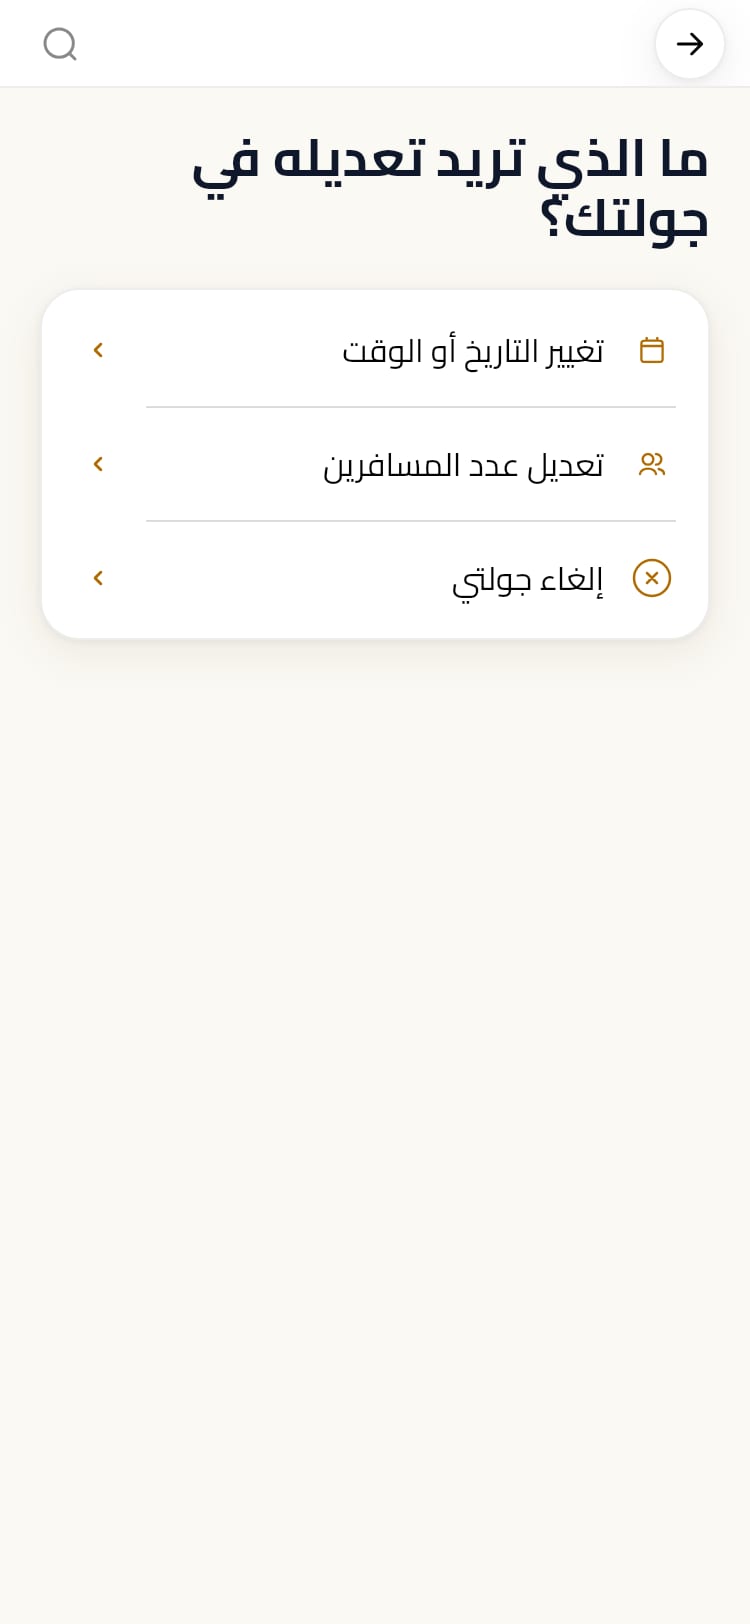 ما الذي تريد تعديله في
جولتك؟
تغيير التاريخ أو الوقت
تعديل عدد المسافرين
إلغاء جولتي